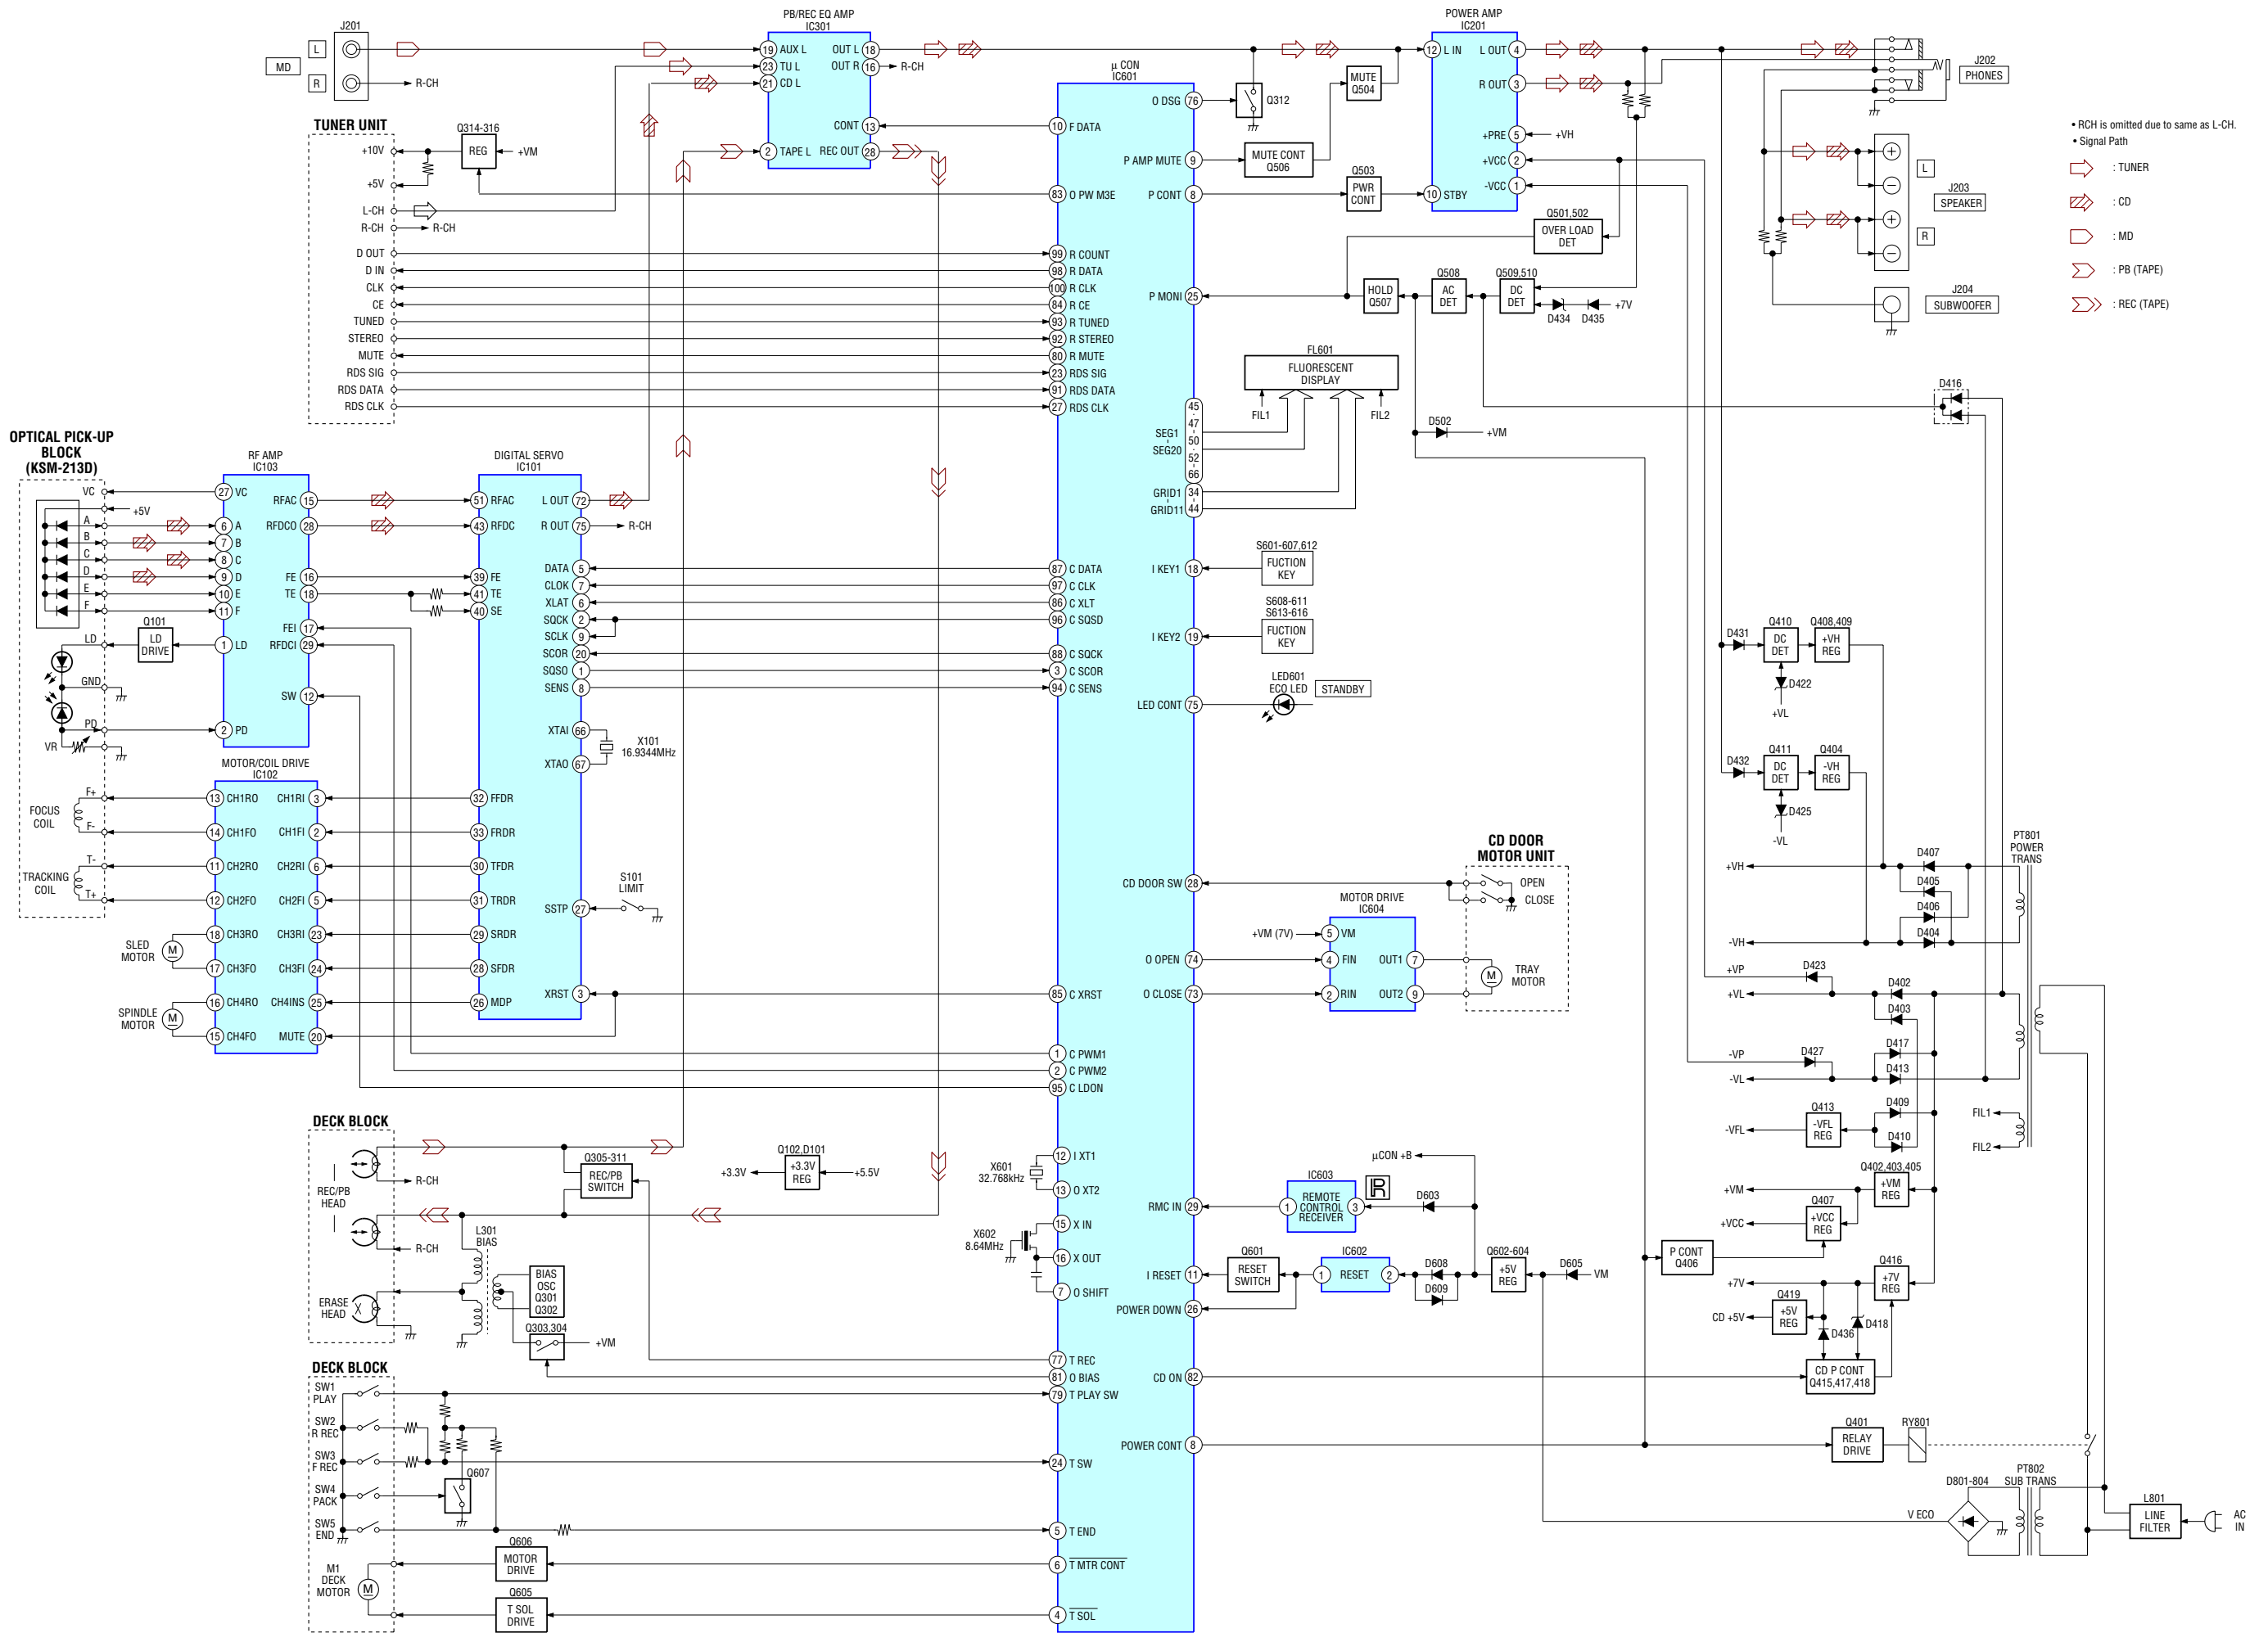 J201
L
R
MD
R-CH
PB/REC EQ AMP
IC301
19 AUX L
23 TU L
21 CD L
2 TAPE L
OUT L 18
OUT R 16
R-CH
CONT 13
REC OUT 28
TUNER UNIT
+10V
+5V
L-CH
R-CH
R-CH
D OUT
D IN
CLK
CE
TUNED
STEREO
MUTE
RDS SIG
RDS DATA
RDS CLK
Q314-316
REG
+VM
μ CON
IC601
10 F DATA
83 O PW M3E
99 R COUNT
98 R DATA
100 R CLK
84 R CE
93 R TUNED
92 R STEREO
80 R MUTE
23 RDS SIG
91 RDS DATA
27 RDS CLK
87 C DATA
97 C CLK
86 C XLT
96 C SQSD
88 C SQCK
3 C SCOR
94 C SENS
85 C XRST
1 C PWM1
2 C PWM2
95 C LDON
12 I XT1
13 O XT2
15 X IN
16 X OUT
7 O SHIFT
77 T REC
81 O BIAS
79 T PLAY SW
24 T SW
5 T END
6 T MTR CONT
4 T SOL
O DSG 76
P AMP MUTE 9
P CONT 8
P MONI 25
SEG1
SEG20
45
47
50
52
66
GRID1
GRID11
34
44
I KEY1 18
I KEY2 19
LED CONT 75
CD DOOR SW 28
O OPEN 74
O CLOSE 73
RMC IN 29
I RESET 11
POWER DOWN 26
CD ON 82
POWER CONT 8
Q312
MUTE
Q504
MUTE CONT
Q506
Q503
PWR
CONT
POWER AMP
IC201
12 L IN
10 STBY
L OUT 4
R OUT 3
+PRE 5
+VH
+VCC 2
-VCC 1
Q501,502
OVER LOAD
DET
HOLD
Q507
Q508
AC
DET
Q509,510
DC
DET
D434
D435
+7V
FL601
FLUORESCENT
DISPLAY
FIL1
FIL2
D502
+VM
S601-607,612
FUCTION
KEY
S608-611
S613-616
FUCTION
KEY
LED601
ECO LED
STANDBY
J202
PHONES
L
R
J203
SPEAKER
J204
SUBWOOFER
• RCH is omitted due to same as L-CH.
• Signal Path
: TUNER
: CD
: MD
: PB (TAPE)
: REC (TAPE)
D416
OPTICAL PICK-UP
BLOCK
(KSM-213D)
VC
+5V
A
B
C
D
E
F
LD
GND
PD
VR
F+
F-
FOCUS
COIL
T-
T+
TRACKING
COIL
Q101
LD
DRIVE
RF AMP
IC103
27 VC
6 A
7 B
8 C
9 D
10 E
11 F
1 LD
2 PD
RFAC 15
RFDCO 28
FE 16
TE 18
FEI 17
RFDCI 29
SW 12
DIGITAL SERVO
IC101
51 RFAC
43 RFDC
39 FE
41 TE
40 SE
32 FFDR
33 FRDR
30 TFDR
31 TRDR
29 SRDR
28 SFDR
26 MDP
L OUT 72
R OUT 75
R-CH
DATA 5
CLOK 7
XLAT 6
SQCK 2
SCLK 9
SCOR 20
SQSO 1
SENS 8
XTAI 66
XTAO 67
X101
16.9344MHz
SSTP 27
S101
LIMIT
XRST 3
MOTOR/COIL DRIVE
IC102
13 CH1RO
14 CH1FO
11 CH2RO
12 CH2FO
18 CH3RO
17 CH3FO
16 CH4RO
15 CH4FO
CH1RI 3
CH1FI 2
CH2RI 6
CH2FI 5
CH3RI 23
CH3FI 24
CH4INS 25
MUTE 20
SLED
MOTOR
M
SPINDLE
MOTOR
M
CD DOOR
MOTOR UNIT
OPEN
CLOSE
MOTOR DRIVE
IC604
+VM (7V)
5 VM
4 FIN
2 RIN
OUT1 7
OUT2 9
M
TRAY
MOTOR
D431
Q410
DC
DET
Q408,409
+VH
REG
D422
+VL
D432
Q411
DC
DET
Q404
-VH
REG
D425
-VL
PT801
POWER
TRANS
+VH
D407
D405
D406
D404
-VH
+VP
D423
+VL
D402
D403
-VP
D427
D417
-VL
D413
D409
-VFL
Q413
-VFL
REG
D410
FIL1
FIL2
Q402,403,405
+VM
REG
+VM
Q407
+VCC
REG
+VCC
P CONT
Q406
Q416
+7V
REG
+7V
Q419
+5V
REG
CD +5V
D436
D418
CD P CONT
Q415,417,418
DECK BLOCK
REC/PB
HEAD
R-CH
R-CH
ERASE
HEAD
Q305-311
REC/PB
SWITCH
L301
BIAS
BIAS
OSC
Q301
Q302
Q303,304
+VM
+3.3V
Q102,D101
+3.3V
REG
+5.5V
X601
32.768kHz
X602
8.64MHz
μCON +B
IC603
1 REMOTE CONTROL RECEIVER 3
R
D603
Q601
RESET
SWITCH
IC602
1 RESET 2
D608
D609
Q602-604
+5V
REG
D605
VM
DECK BLOCK
SW1
PLAY
SW2
R REC
SW3
F REC
SW4
PACK
SW5
END
Q607
M1
DECK
MOTOR
M
Q606
MOTOR
DRIVE
Q605
T SOL
DRIVE
Q401
RELAY
DRIVE
RY801
V ECO
D801-804
PT802
SUB TRANS
L801
LINE
FILTER
AC
IN